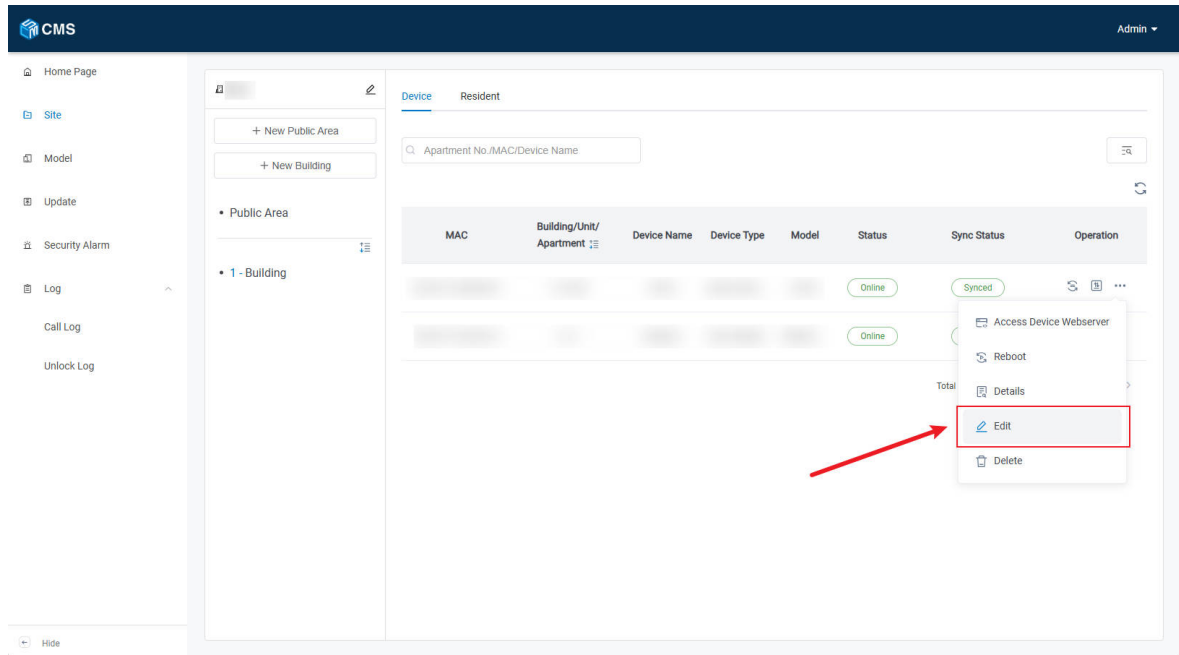 CMS
Admin
Home Page
Site
Model
Update
Security Alarm
Log
Call Log
Unlock Log
Hide
+ New Public Area
+ New Building
• Public Area
• 1 - Building
Device Resident
Apartment No./MAC/Device Name
MAC Building/Unit/Apartment Device Name Device Type Model Status Sync Status Operation
Online Synced
Online
Total
Access Device Webserver
Reboot
Details
Edit
Delete